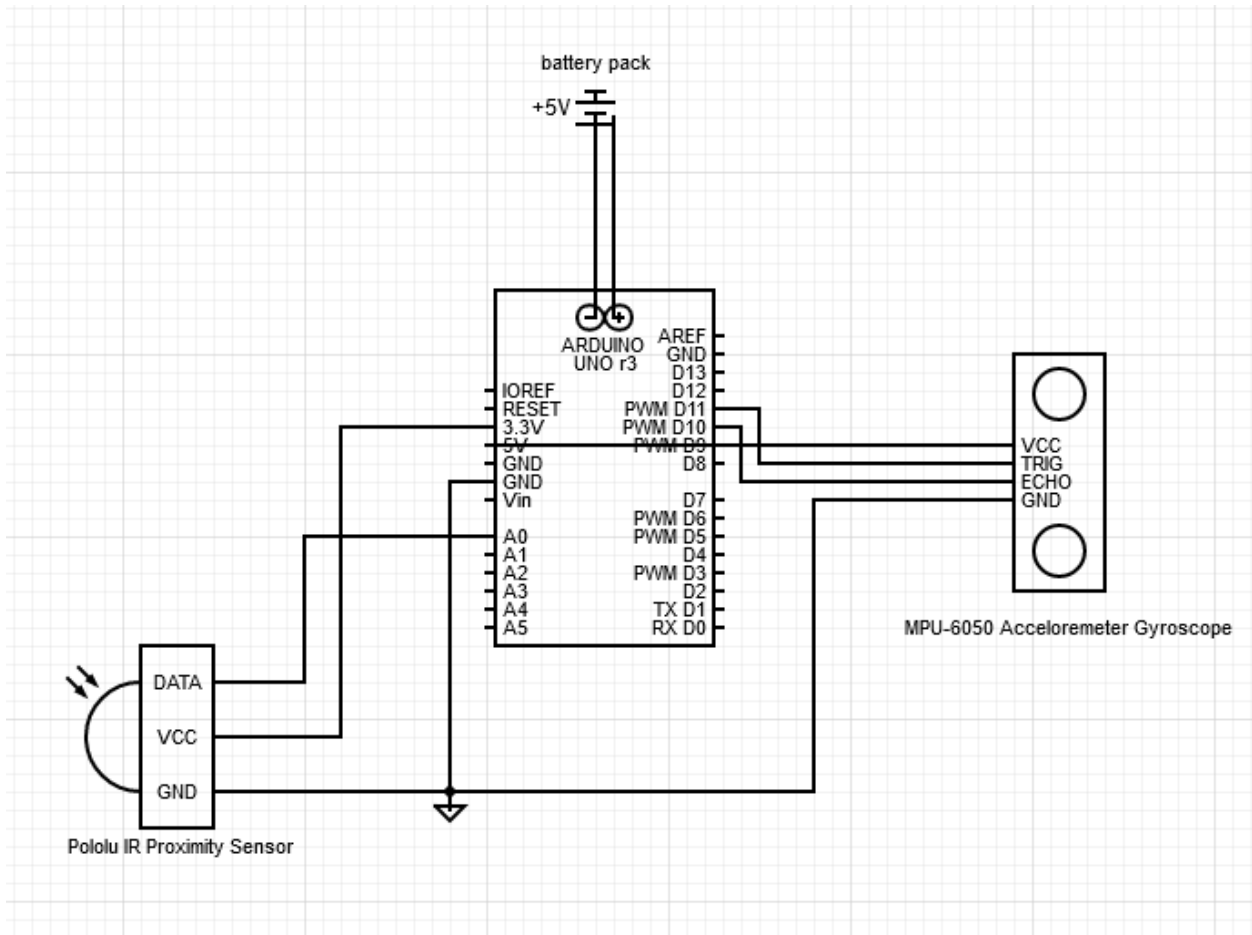 battery pack
+5V
- +
ARDUINO
UNO r3
IOREF
RESET
3.3V
5V
GND
GND
Vin
A0
A1
A2
A3
A4
A5
AREF
GND
D13
D12
PWM D11
PWM D10
PWM D9
D8
D7
PWM D6
PWM D5
D4
PWM D3
D2
TX D1
RX D0
VCC
TRIG
ECHO
GND
MPU-6050 Acceloremeter Gyroscope
DATA
VCC
GND
Pololu IR Proximity Sensor